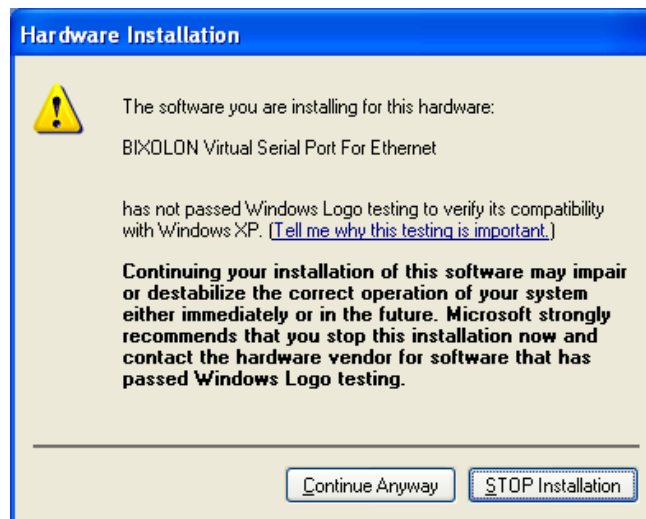 Hardware Installation
The software you are installing for this hardware:
BIXOLON Virtual Serial Port For Ethernet
has not passed Windows Logo testing to verify its compatibility
with Windows XP. (Tell me why this testing is important.)
Continuing your installation of this software may impair
or destabilize the correct operation of your system
either immediately or in the future. Microsoft strongly
recommends that you stop this installation now and
contact the hardware vendor for software that has
passed Windows Logo testing.
Continue Anyway
STOP Installation